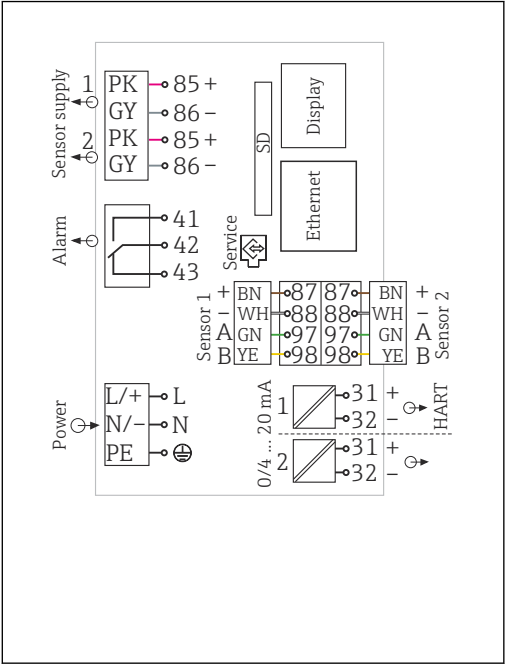 Sensor supply
1 PK 85 +
GY 86 –
2 PK 85 +
GY 86 –
Display
SD
Ethernet
Alarm
41
42
43
Service
Sensor 1
+ BN 87 87 BN +
– WH 88 88 WH –
A GN 97 97 GN A
B YE 98 98 YE B
Sensor 2
Power
L/+ L
N/– N
PE
0/4 ... 20 mA
1 31 +
32 –
HART
2 31 +
32 –